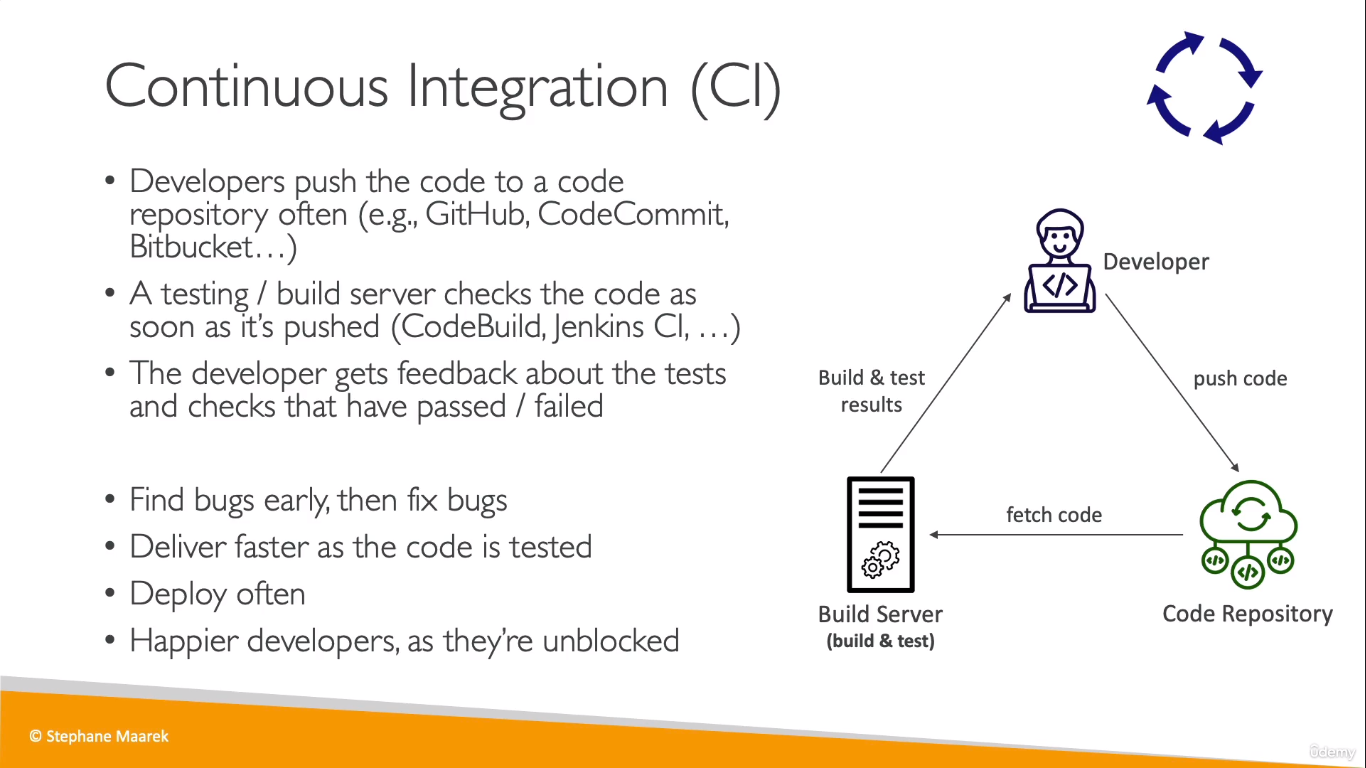 Continuous Integration (CI)
• Developers push the code to a code
repository often (e.g., GitHub, CodeCommit,
Bitbucket…)
• A testing / build server checks the code as
soon as it's pushed (CodeBuild, Jenkins CI, …)
• The developer gets feedback about the tests
and checks that have passed / failed
• Find bugs early, then fix bugs
• Deliver faster as the code is tested
• Deploy often
• Happier developers, as they're unblocked
Developer
Build & test
results
push code
fetch code
Build Server
(build & test)
Code Repository
© Stephane Maarek
ûdemy